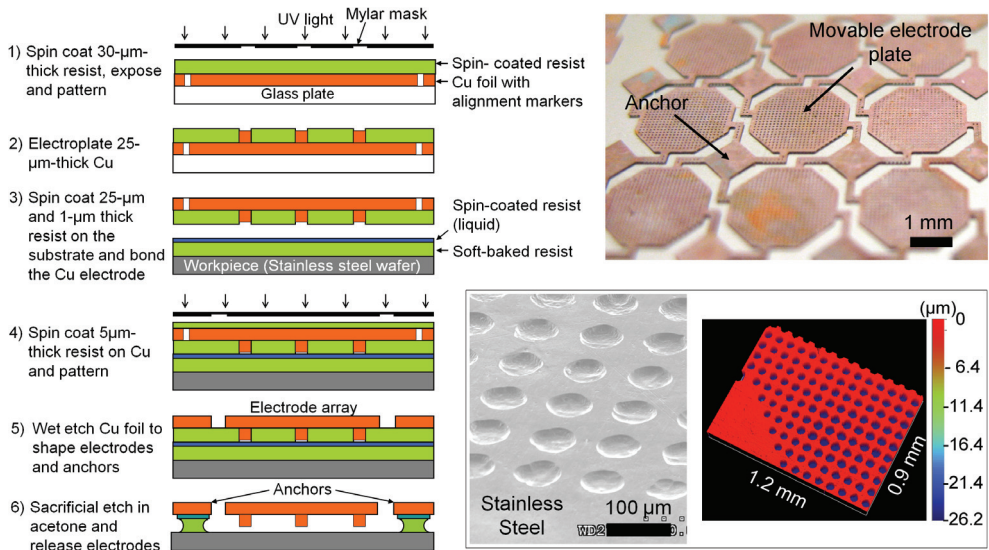 UV light
Mylar mask
1) Spin coat 30-µm-
thick resist, expose
and pattern
Spin- coated resist
Cu foil with
alignment markers
Glass plate
2) Electroplate 25-
µm-thick Cu
3) Spin coat 25-µm
and 1-µm thick
resist on the
substrate and bond
the Cu electrode
Spin-coated resist
(liquid)
Soft-baked resist
Workpiece (Stainless steel wafer)
4) Spin coat 5µm-
thick resist on Cu
and pattern
Electrode array
5) Wet etch Cu foil to
shape electrodes
and anchors
Anchors
6) Sacrificial etch in
acetone and
release electrodes
Movable electrode
plate
Anchor
1 mm
Stainless
Steel
100 µm
WD2
(µm)
0
-6.4
-11.4
-16.4
-21.4
-26.2
1.2 mm
0.9 mm